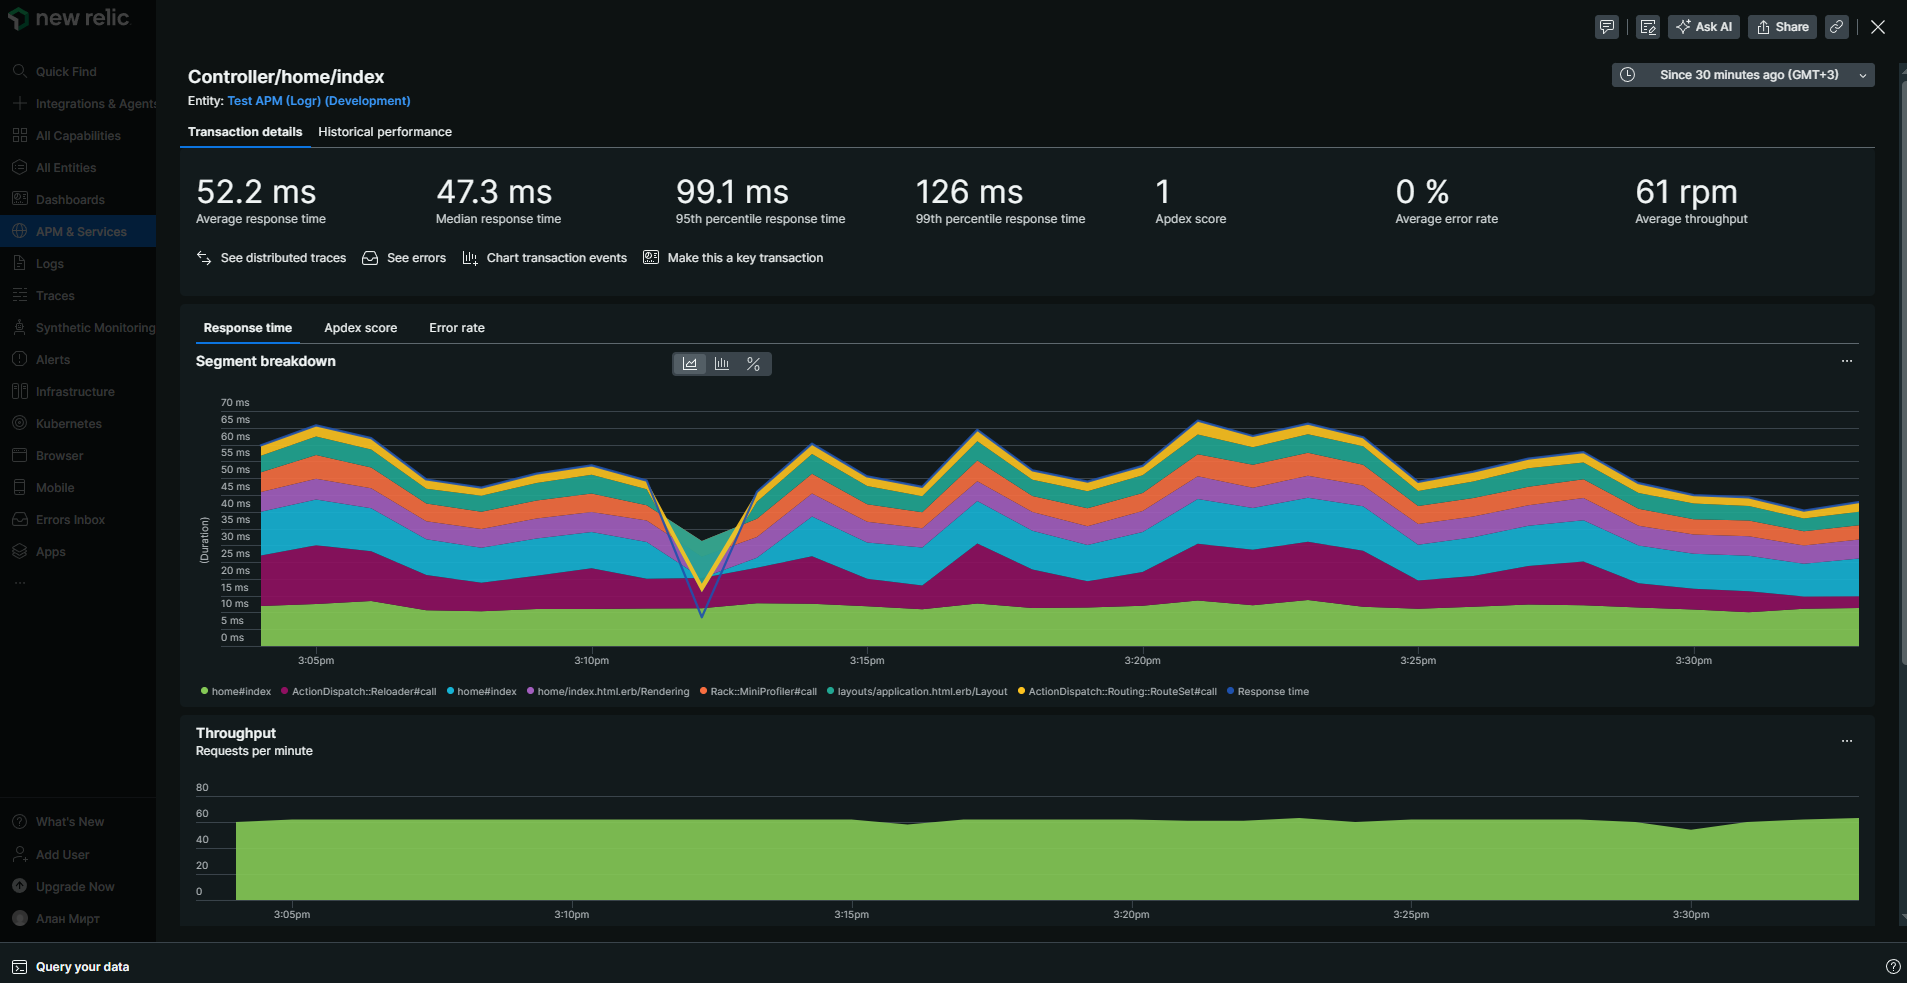 new relic
Ask AI
Share
Quick Find
Integrations & Agents
All Capabilities
All Entities
Dashboards
APM & Services
Logs
Traces
Synthetic Monitoring
Alerts
Infrastructure
Kubernetes
Browser
Mobile
Errors Inbox
Apps
...
What's New
Add User
Upgrade Now
Алан Мирт
Controller/home/index
Since 30 minutes ago (GMT+3)
Entity: Test APM (Logr) (Development)
Transaction details Historical performance
52.2 ms 47.3 ms 99.1 ms 126 ms 1 0 % 61 rpm
Average response time Median response time 95th percentile response time 99th percentile response time Apdex score Average error rate Average throughput
See distributed traces See errors Chart transaction events Make this a key transaction
Response time Apdex score Error rate
Segment breakdown
%
...
70 ms
65 ms
60 ms
55 ms
50 ms
45 ms
40 ms
35 ms
30 ms
25 ms
20 ms
15 ms
10 ms
5 ms
0 ms
(Duration)
3:05pm 3:10pm 3:15pm 3:20pm 3:25pm 3:30pm
home#index ActionDispatch::Reloader#call home#index home/index.html.erb/Rendering Rack::MiniProfiler#call layouts/application.html.erb/Layout ActionDispatch::Routing::RouteSet#call Response time
Throughput
...
Requests per minute
80
60
40
20
0
3:05pm 3:10pm 3:15pm 3:20pm 3:25pm 3:30pm
Query your data